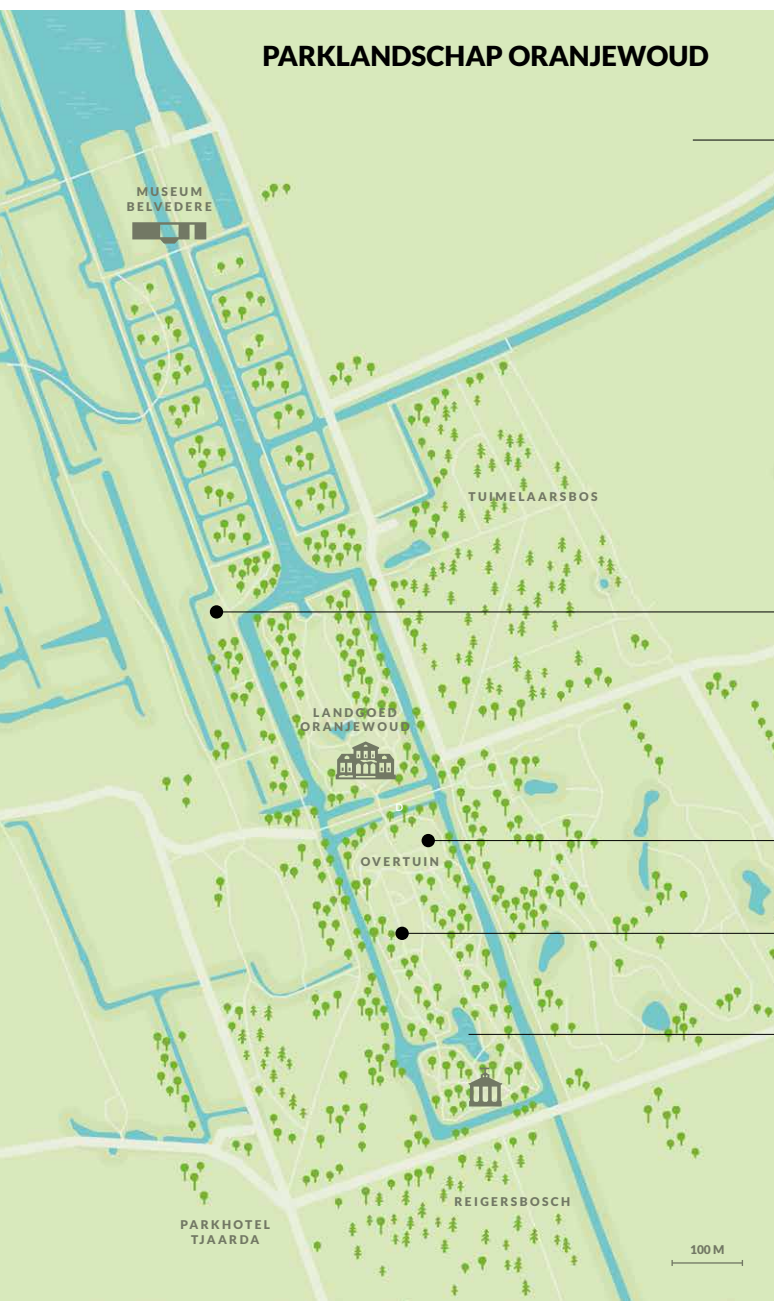 PARKLANDSCHAP ORANJEWOUD
MUSEUM
BELVEDERE
TUIMELAARSBOS
LANDGOED
ORANJEWOUD
D
OVERTUIN
REIGERSBOSCH
PARKHOTEL
TJAARDA
100 M